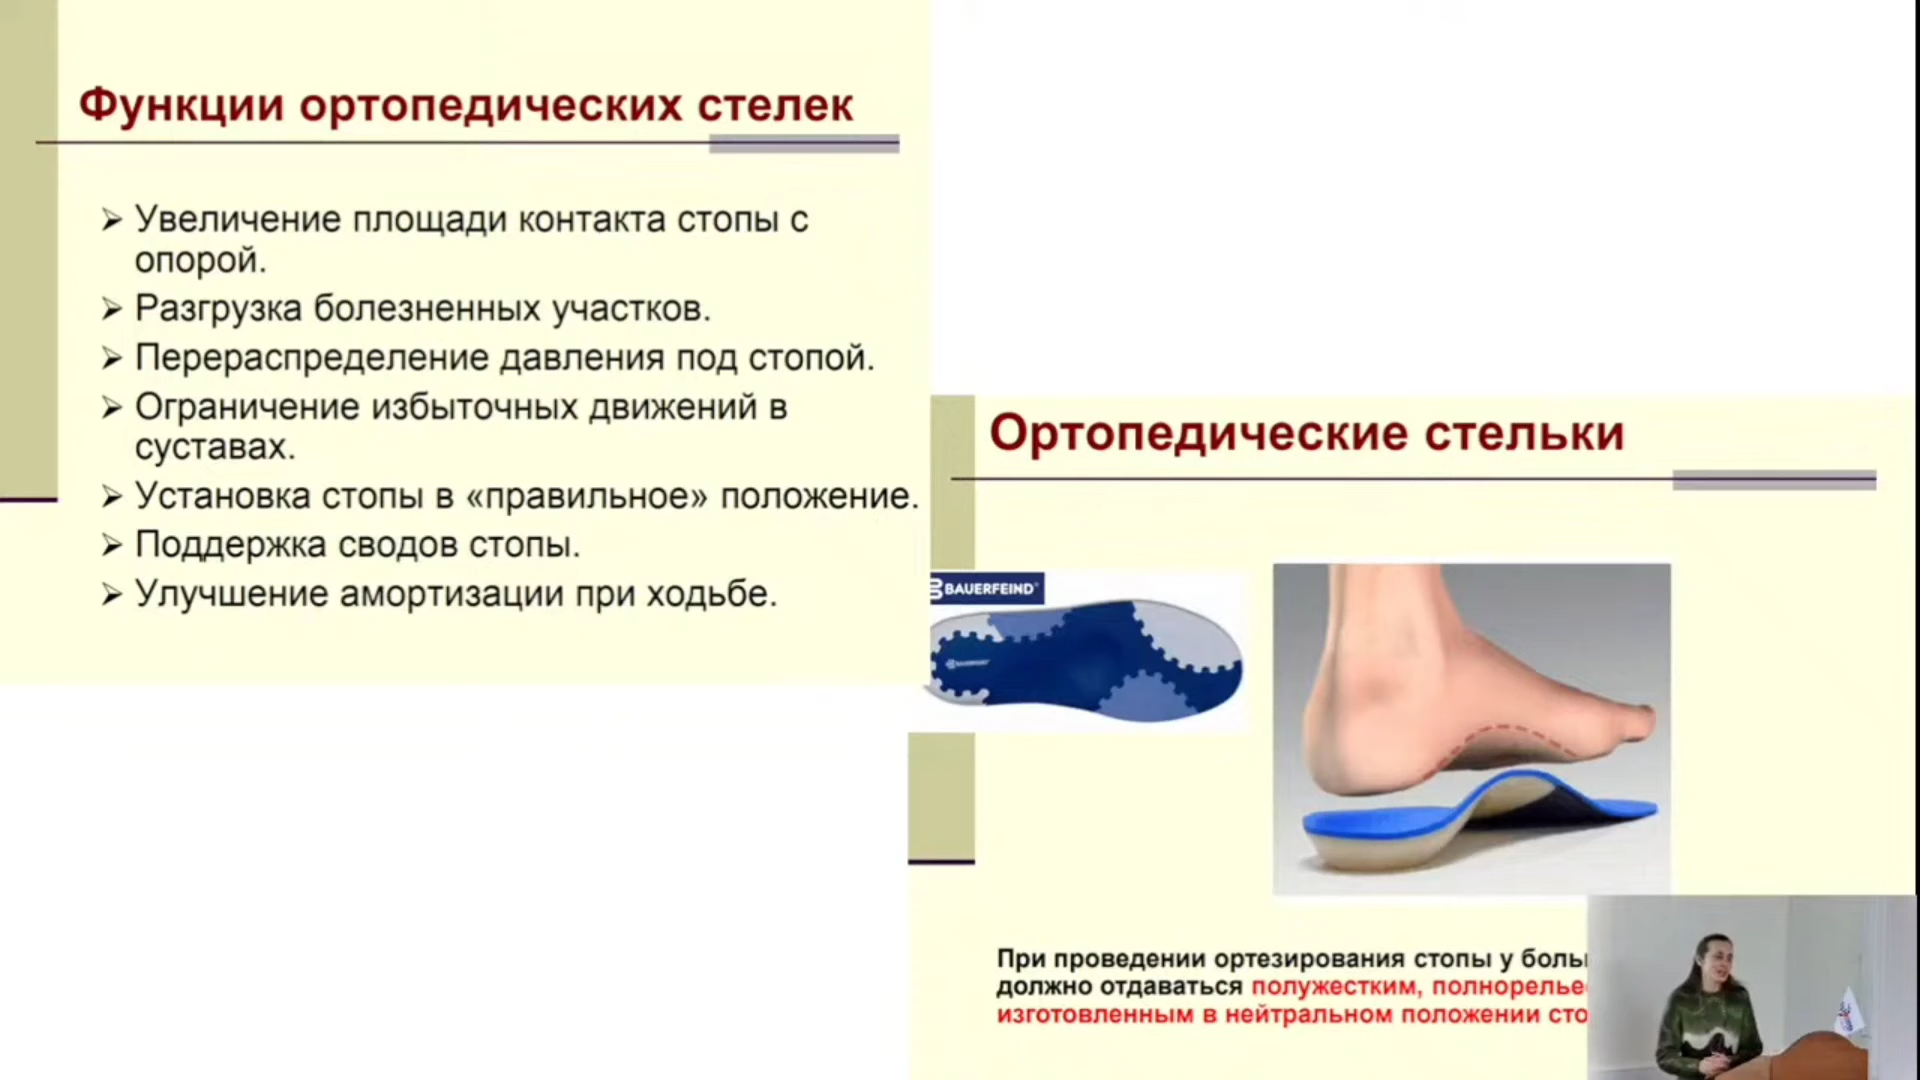 Функции ортопедических стелек
Увеличение площади контакта стопы с
опорой.
Разгрузка болезненных участков.
Перераспределение давления под стопой.
Ограничение избыточных движений в
суставах.
Установка стопы в «правильное» положение.
Поддержка сводов стопы.
Улучшение амортизации при ходьбе.
Ортопедические стельки
BAUERFEIND
При проведении ортезирования стопы у боль
должно отдаваться полужестким, полнорелье
изготовленным в нейтральном положении сто